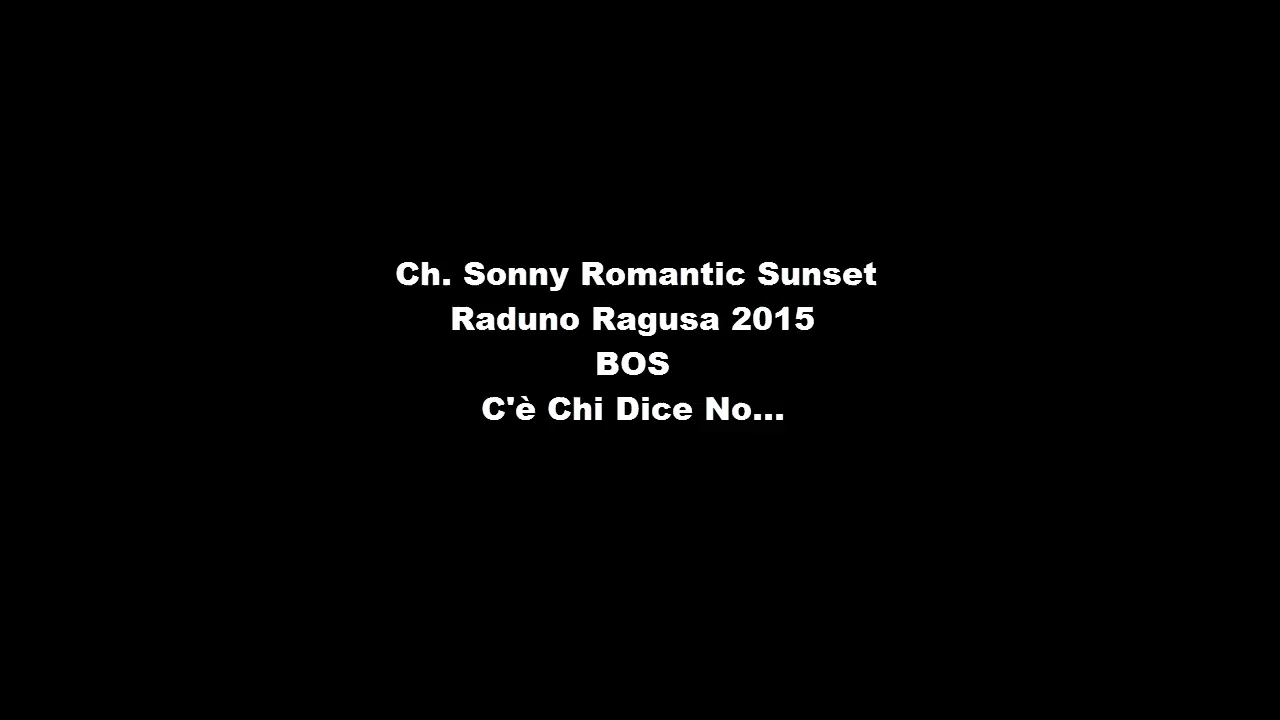 Ch. Sonny Romantic Sunset
Raduno Ragusa 2015
BOS
C'è Chi Dice No...